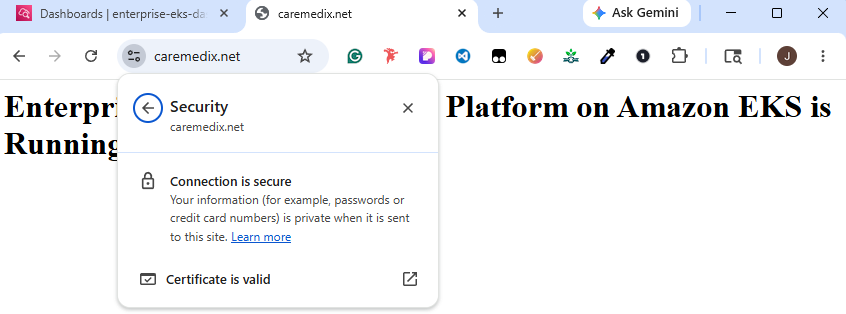 Dashboards | enterprise-eks-da
caremedix.net
Ask Gemini
caremedix.net
J
1
Enterpri
Platform on Amazon EKS is
Running
Security
caremedix.net
Connection is secure
Your information (for example, passwords or
credit card numbers) is private when it is sent
to this site. Learn more
Certificate is valid